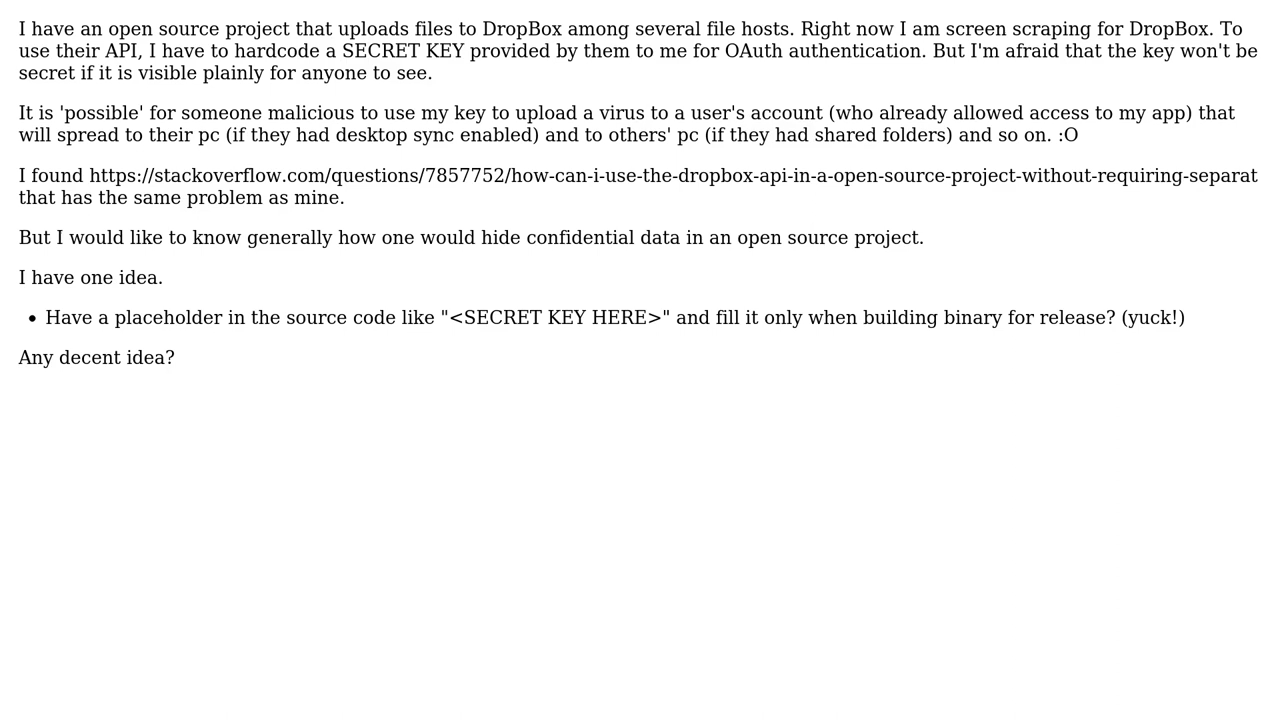 I have an open source project that uploads files to DropBox among several file hosts. Right now I am screen scraping for DropBox. To
use their API, I have to hardcode a SECRET KEY provided by them to me for OAuth authentication. But I'm afraid that the key won't be
secret if it is visible plainly for anyone to see.
It is 'possible' for someone malicious to use my key to upload a virus to a user's account (who already allowed access to my app) that
will spread to their pc (if they had desktop sync enabled) and to others' pc (if they had shared folders) and so on. :O
I found https://stackoverflow.com/questions/7857752/how-can-i-use-the-dropbox-api-in-a-open-source-project-without-requiring-separat
that has the same problem as mine.
But I would like to know generally how one would hide confidential data in an open source project.
I have one idea.
• Have a placeholder in the source code like "<SECRET KEY HERE>" and fill it only when building binary for release? (yuck!)
Any decent idea?